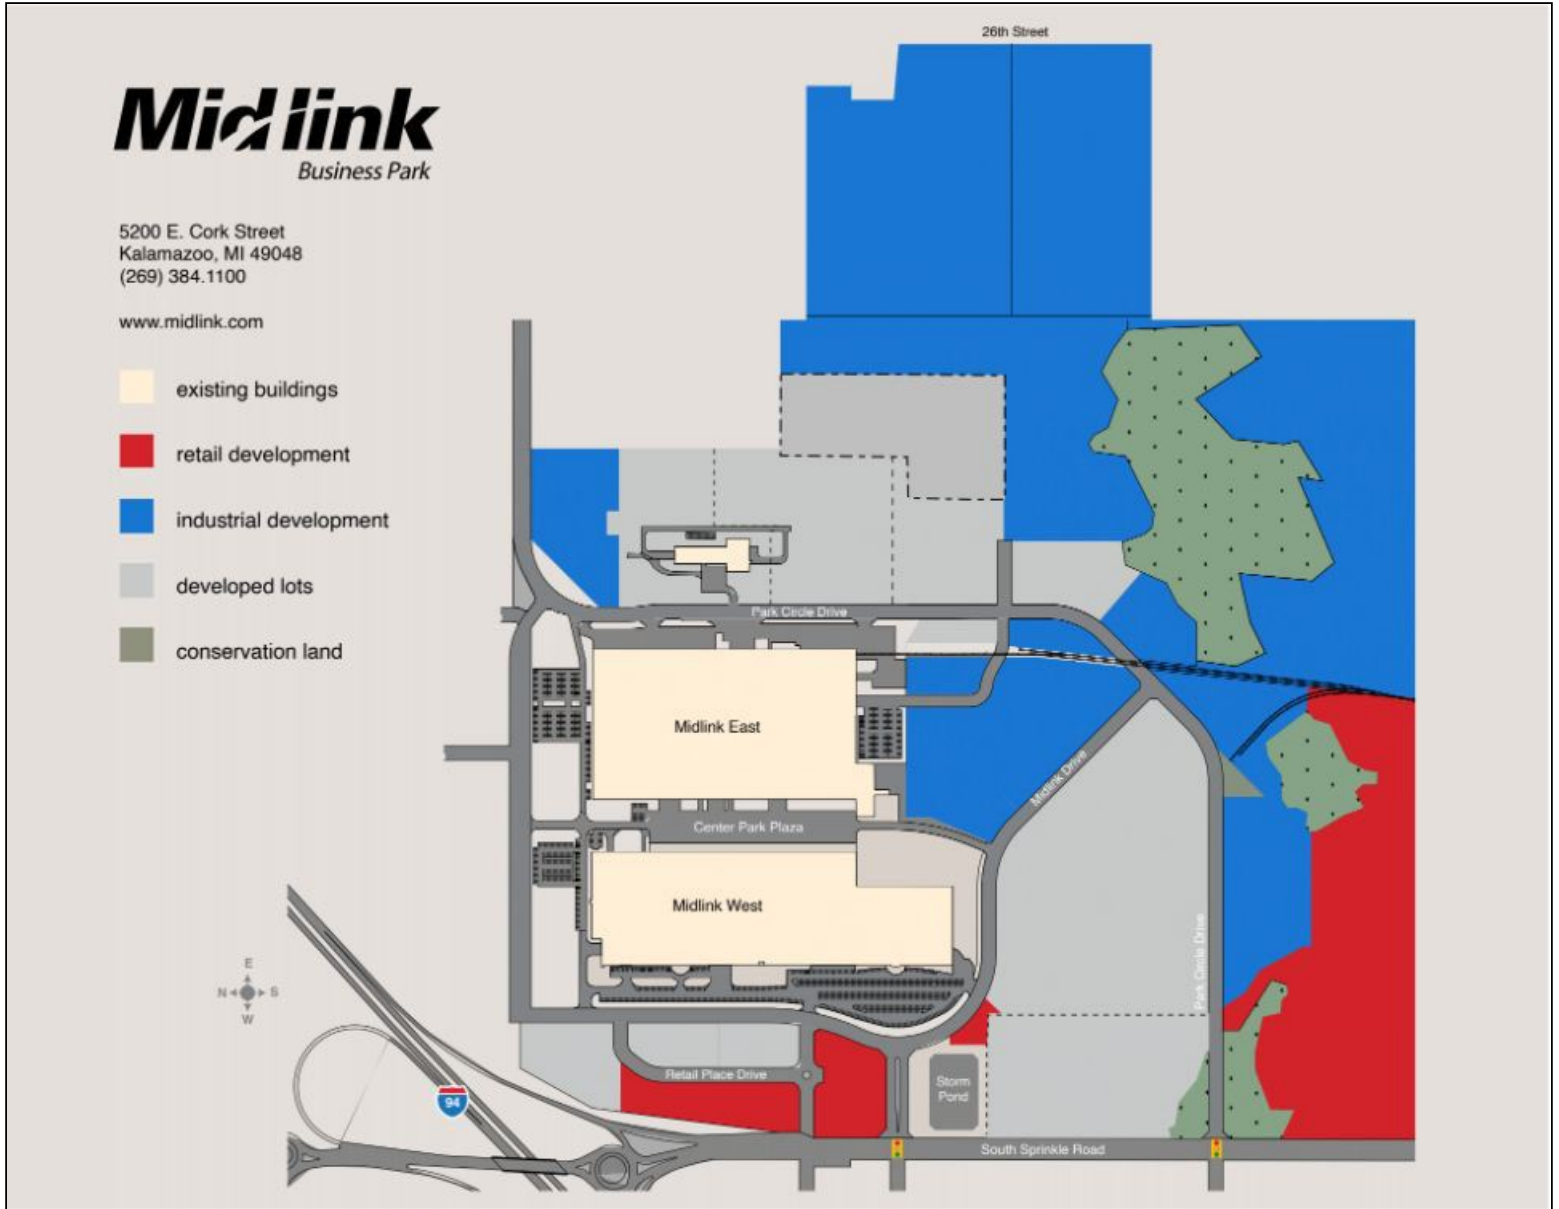 26th Street
Midlink
Business Park
5200 E. Cork Street
Kalamazoo, MI 49048
(269) 384.1100
www.midlink.com
existing buildings
retail development
industrial development
developed lots
conservation land
Park Circle Drive
Midlink East
Midlink Drive
Center Park Plaza
Midlink West
Park Circle Drive
E
N
S
W
Retail Place Drive
Storm
Pond
94
South Sprinkle Road